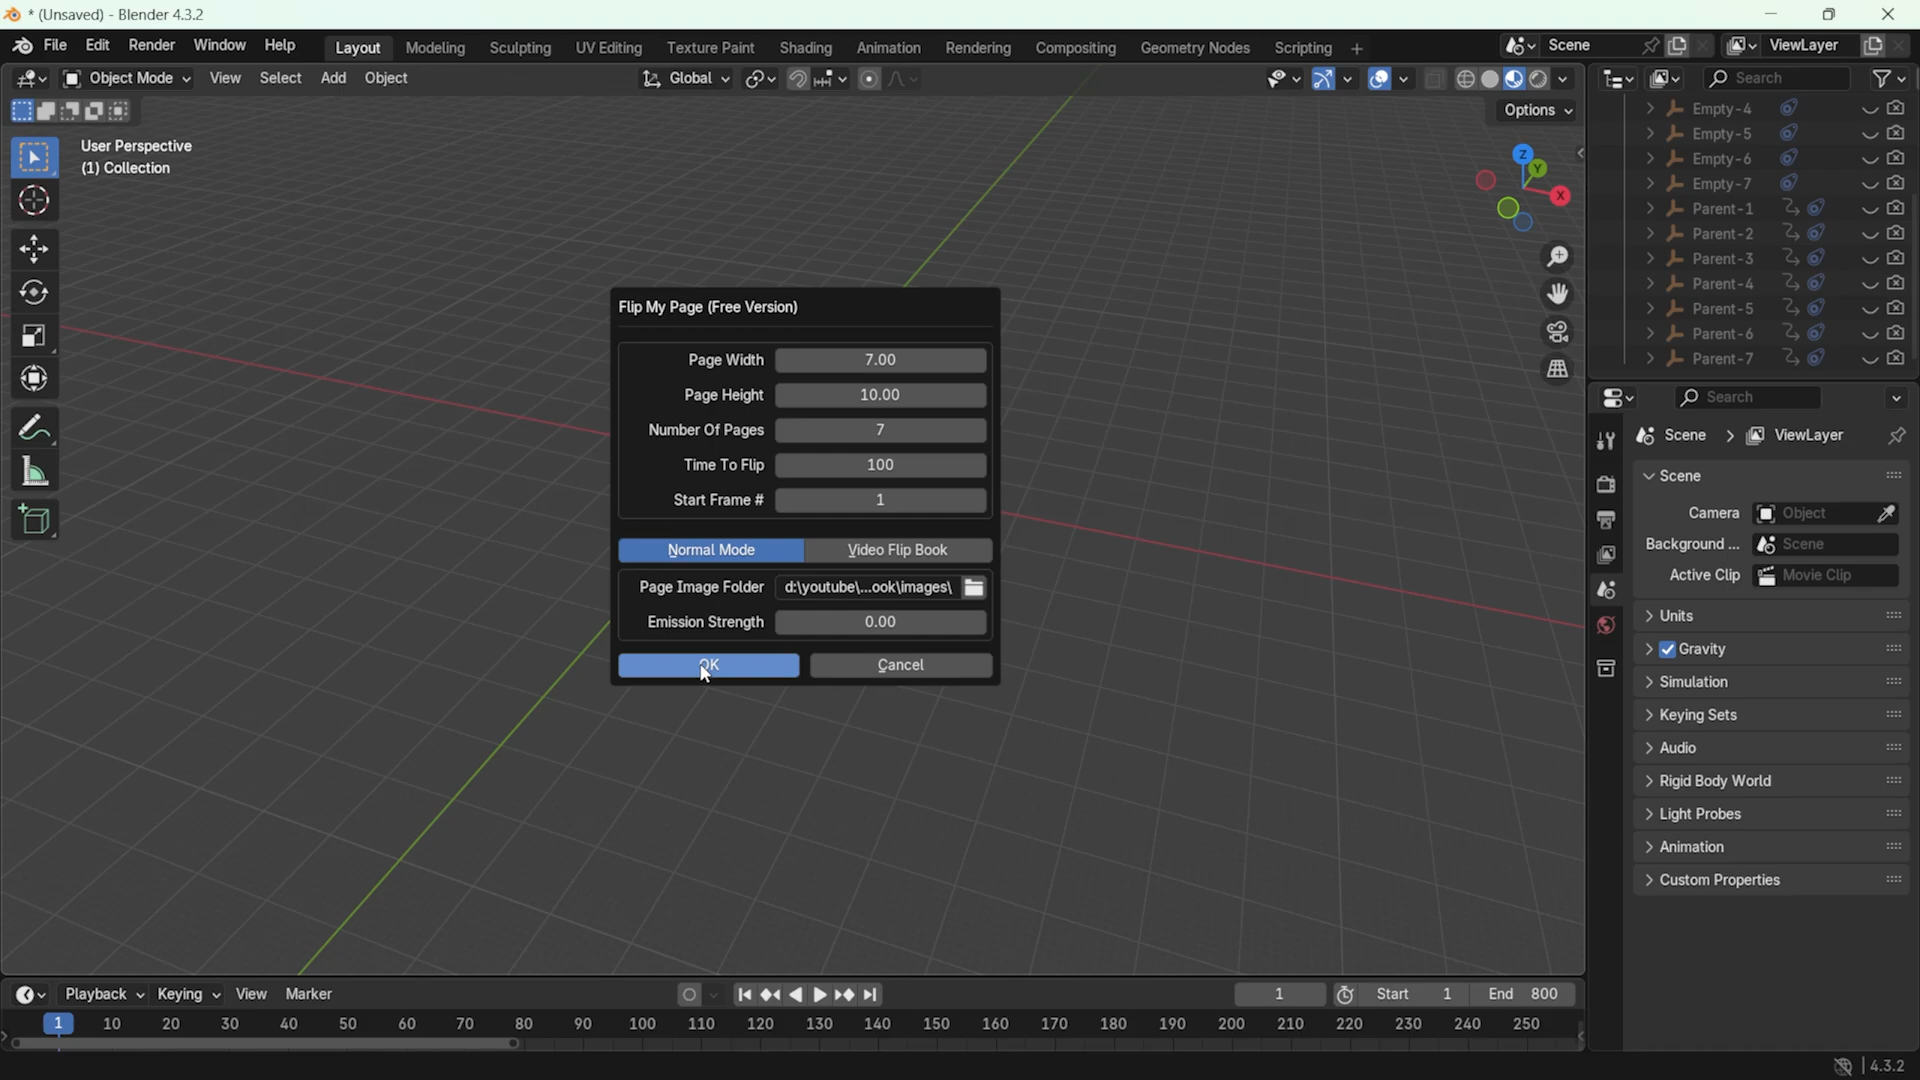 * (Unsaved) - Blender 4.3.2
File Edit Render Window Help Layout Modeling Sculpting UV Editing Texture Paint Shading Animation Rendering Compositing Geometry Nodes Scripting + Scene ViewLayer
Object Mode View Select Add Object Global Search
Options
User Perspective
(1) Collection
Z
Y
X
Empty-4
Empty-5
Empty-6
Empty-7
Parent-1
Parent-2
Parent-3
Parent-4
Parent-5
Parent-6
Parent-7
Flip My Page (Free Version)
Page Width 7.00
Page Height 10.00
Number Of Pages 7
Time To Flip 100
Start Frame # 1
Normal Mode Video Flip Book
Page Image Folder d:\youtube\...ook\images\
Emission Strength 0.00
OK Cancel
Search
Scene > ViewLayer
Scene
Camera Object
Background ... Scene
Active Clip Movie Clip
Units
Gravity
Simulation
Keying Sets
Audio
Rigid Body World
Light Probes
Animation
Custom Properties
Playback Keying View Marker 1 Start 1 End 800
1 10 20 30 40 50 60 70 80 90 100 110 120 130 140 150 160 170 180 190 200 210 220 230 240 250
4.3.2